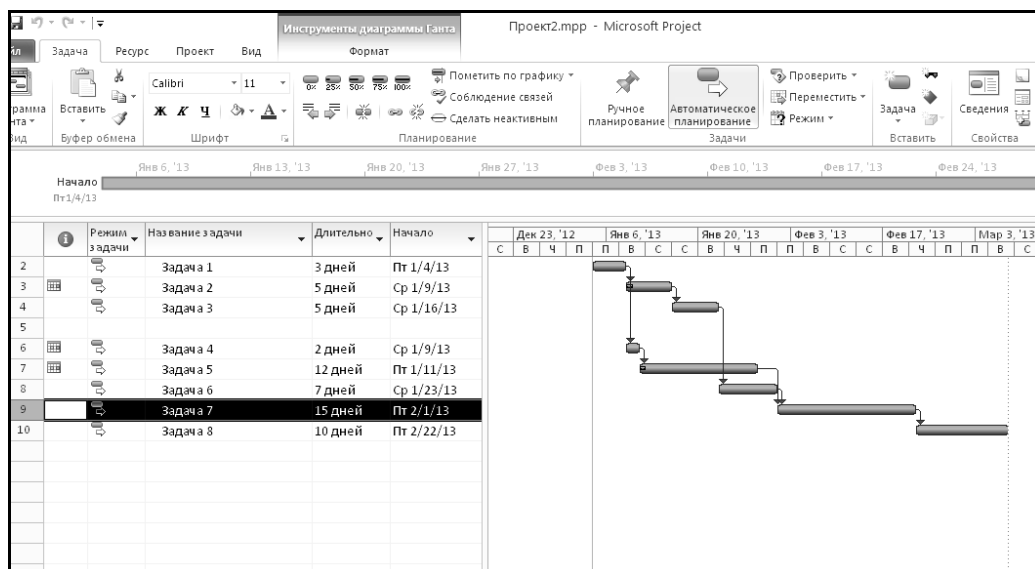 Инструменты диаграммы Ганта
Проект2.mpp - Microsoft Project
Задача Ресурс Проект Вид Формат
Вставить
Буфер обмена
Calibri 11
Ж К Ч А
Шрифт
0% 25% 50% 75% 100%
Пометить по графику
Соблюдение связей
Сделать неактивным
Планирование
Ручное планирование
Автоматическое планирование
Проверить
Переместить
Режим
Задачи
Задача
Вставить
Сведения
Свойства
Янв 6, '13 Янв 13, '13 Янв 20, '13 Янв 27, '13 Фев 3, '13 Фев 10, '13 Фев 17, '13 Фев 24, '13
Начало
Пт1/4/13
Режим задачи Название задачи Длительно Начало
Дек 23, '12 Янв 6, '13 Янв 20, '13 Фев 3, '13 Фев 17, '13 Мар 3, '13
С В Ч П П В С С В Ч П П В С С В Ч П П В С
2 Задача 1 3 дней Пт 1/4/13
3 Задача 2 5 дней Ср 1/9/13
4 Задача 3 5 дней Ср 1/16/13
5
6 Задача 4 2 дней Ср 1/9/13
7 Задача 5 12 дней Пт 1/11/13
8 Задача 6 7 дней Ср 1/23/13
9 Задача 7 15 дней Пт 2/1/13
10 Задача 8 10 дней Пт 2/22/13